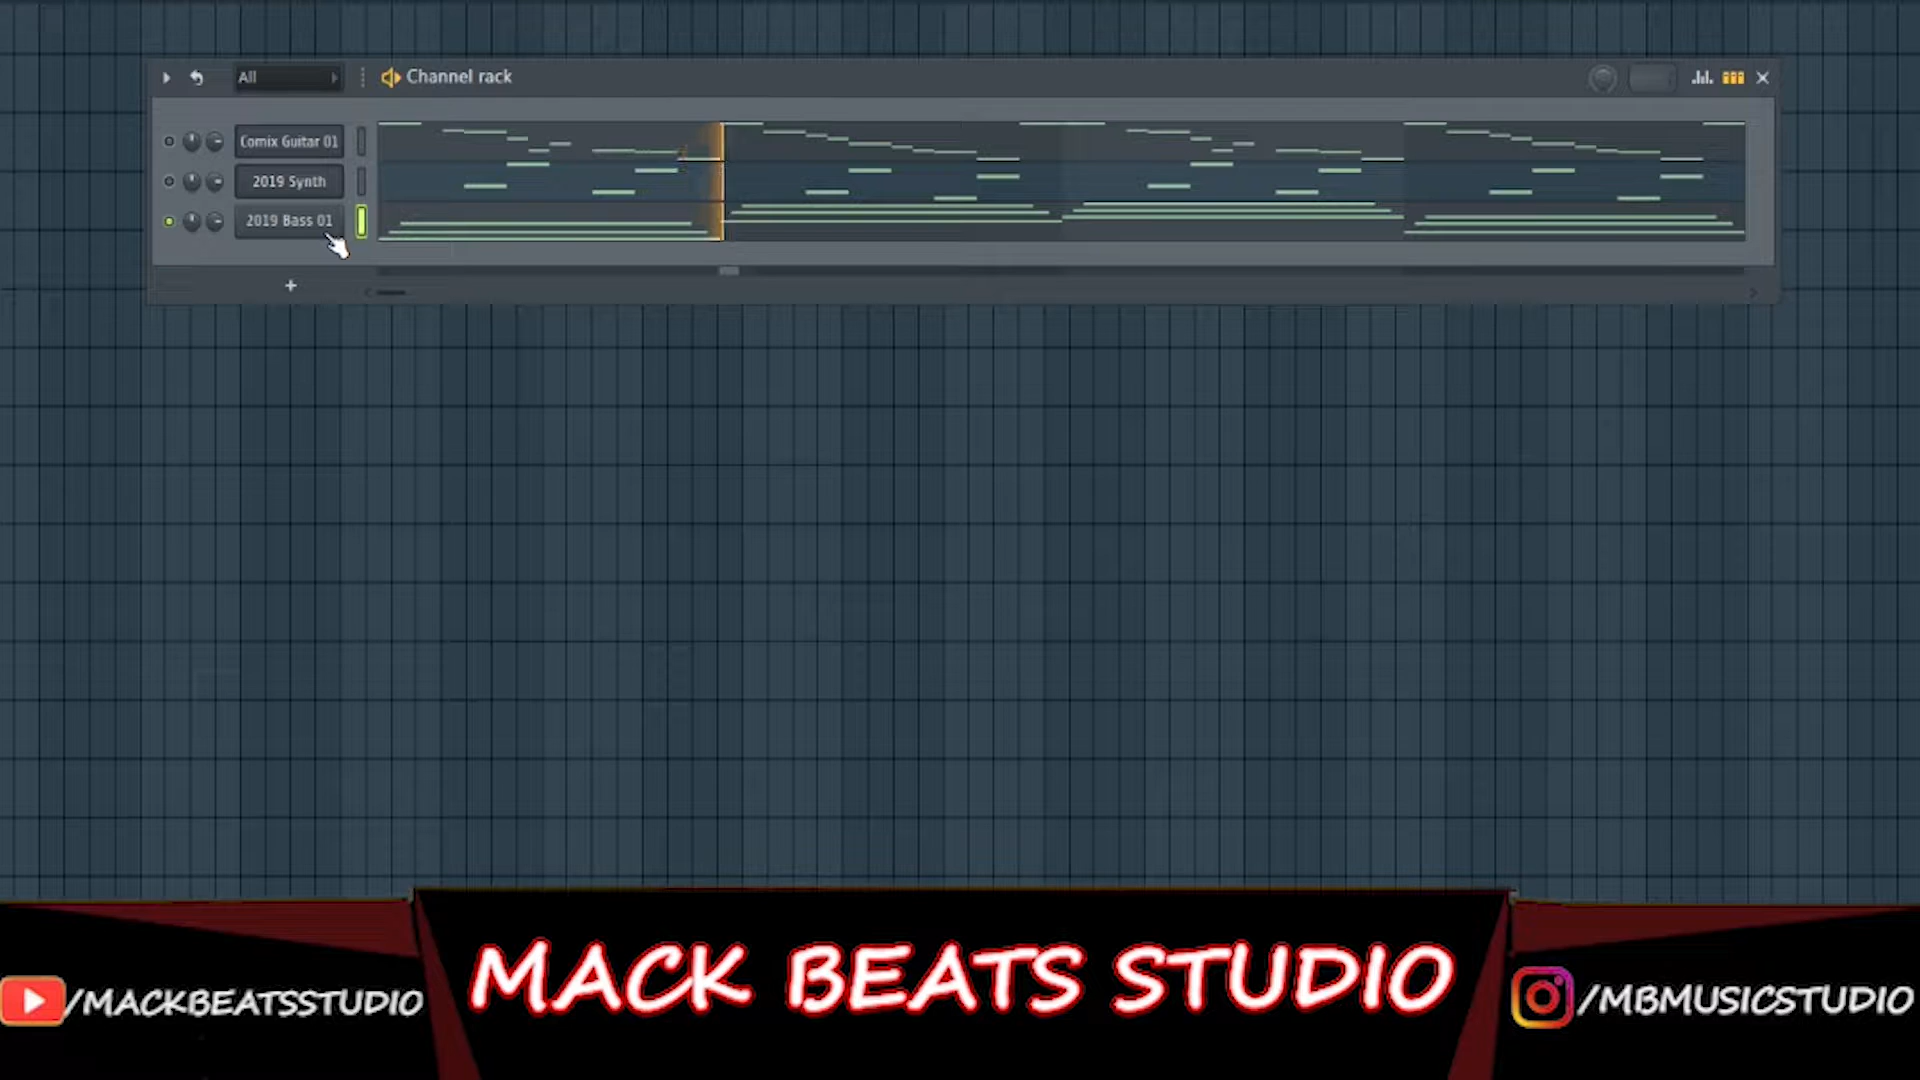 All
Channel rack
Comix Guitar 01
2019 Synth
2019 Bass 01
+
MACK BEATS STUDIO
/MACKBEATSSTUDIO
/MBMUSICSTUDIO